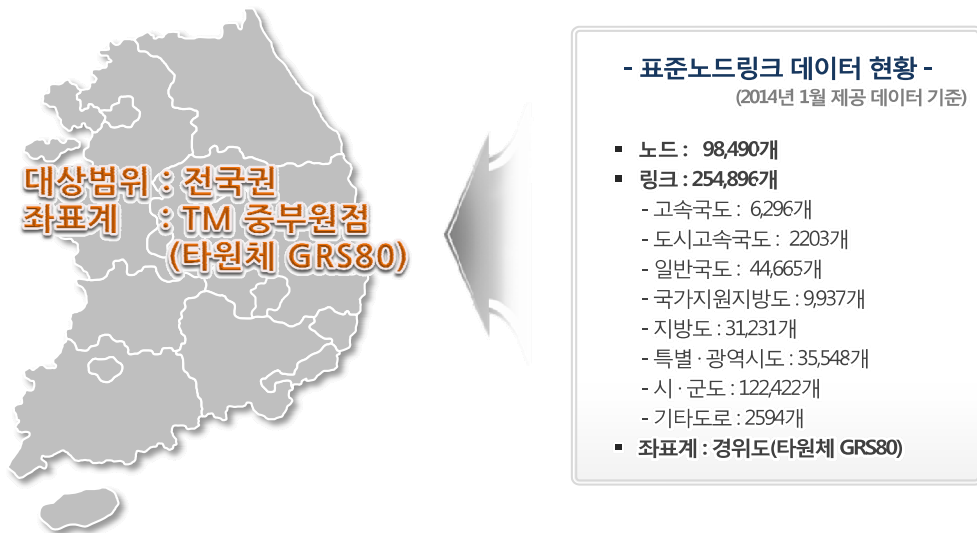 대상범위 : 전국권
좌표계 : TM 중부원점
(타원체 GRS80)
- 표준노드링크 데이터 현황 -
(2014년 1월 제공 데이터 기준)
▪ 노드 : 98,490개
▪ 링크 : 254,896개
- 고속국도 : 6,296개
- 도시고속국도 : 2203개
- 일반국도 : 44,665개
- 국가지원지방도 : 9,937개
- 지방도 : 31,231개
- 특별 · 광역시도 : 35,548개
- 시 · 군도 : 122,422개
- 기타도로 : 2594개
▪ 좌표계 : 경위도(타원체 GRS80)